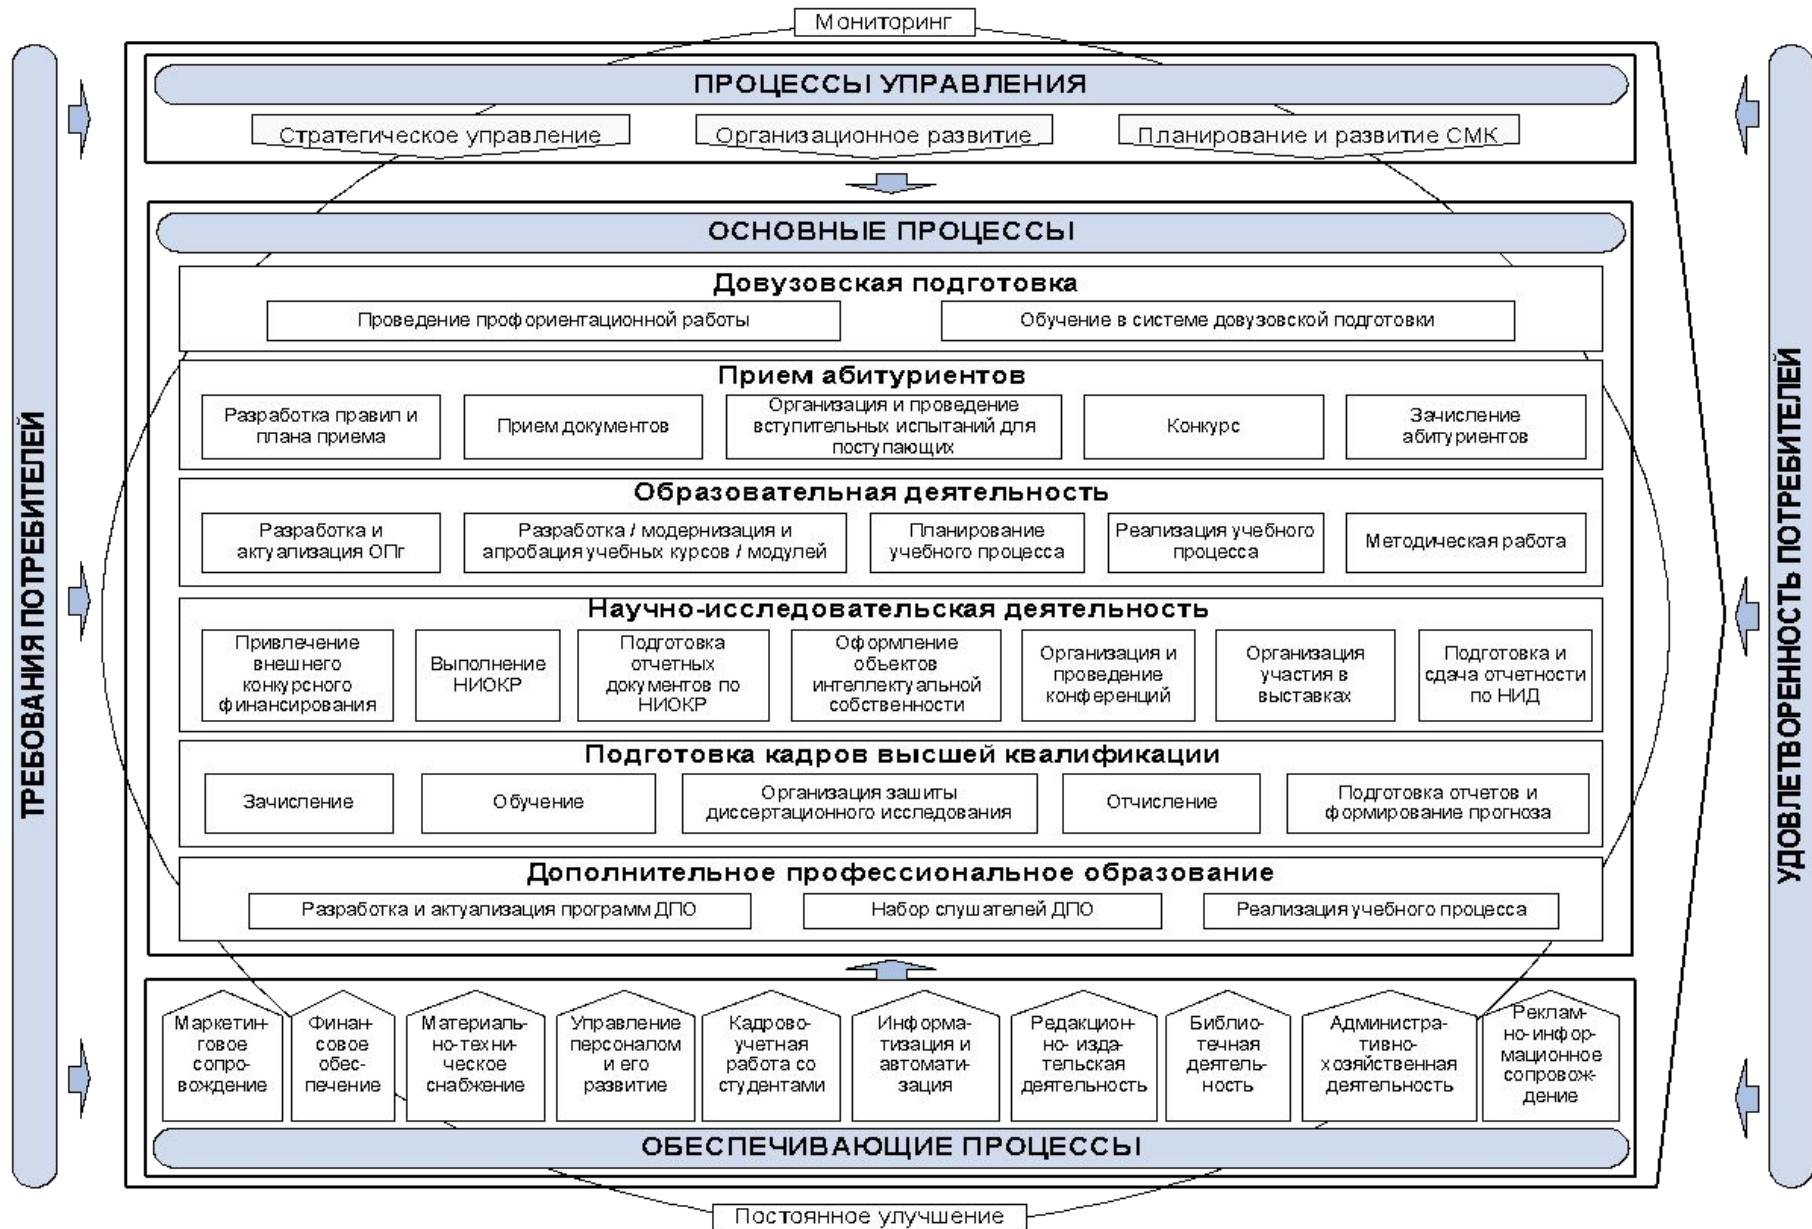 Мониторинг
ТРЕБОВАНИЯ ПОТРЕБИТЕЛЕЙ
ПРОЦЕССЫ УПРАВЛЕНИЯ
Стратегическое управление
Организационное развитие
Планирование и развитие СМК
ОСНОВНЫЕ ПРОЦЕССЫ
Довузовская подготовка
Проведение профориентационной работы
Обучение в системе довузовской подготовки
Прием абитуриентов
Разработка правил и
плана приема
Прием документов
Организация и проведение
вступительных испытаний для
поступающих
Конкурс
Зачисление
абитуриентов
Образовательная деятельность
Разработка и
актуализация ОПг
Разработка / модернизация и
апробация учебных курсов / модулей
Планирование
учебного процесса
Реализация учебного
процесса
Методическая работа
Научно-исследовательская деятельность
Привлечение
внешнего
конкурсного
финансирования
Выполнение
НИОКР
Подготовка
отчетных
документов по
НИОКР
Оформление
объектов
интеллектуальной
собственности
Организация и
проведение
конференций
Организация
участия в
выставках
Подготовка и
сдача отчетности
по НИД
Подготовка кадров высшей квалификации
Зачисление
Обучение
Организация зашиты
диссертационного исследования
Отчисление
Подготовка отчетов и
формирование прогноза
Дополнительное профессиональное образование
Разработка и актуализация программ ДПО
Набор слушателей ДПО
Реализация учебного процесса
Маркетин-
говое
сопро-
вождение
Финан-
совое
обес-
печение
Материаль-
но-техни-
ческое
снабжение
Управление
персоналом
и его
развитие
Кадрово-
учетная
работа со
студентами
Информа-
тизация и
автомати-
зация
Редакцион-
но- изда-
тельская
деятельность
Библио-
течная
деятель-
ность
Администра-
тивно-
хозяйственная
деятельность
Реклам-
но-инфор-
мационное
сопровож-
дение
ОБЕСПЕЧИВАЮЩИЕ ПРОЦЕССЫ
УДОВЛЕТВОРЕННОСТЬ ПОТРЕБИТЕЛЕЙ
Постоянное улучшение